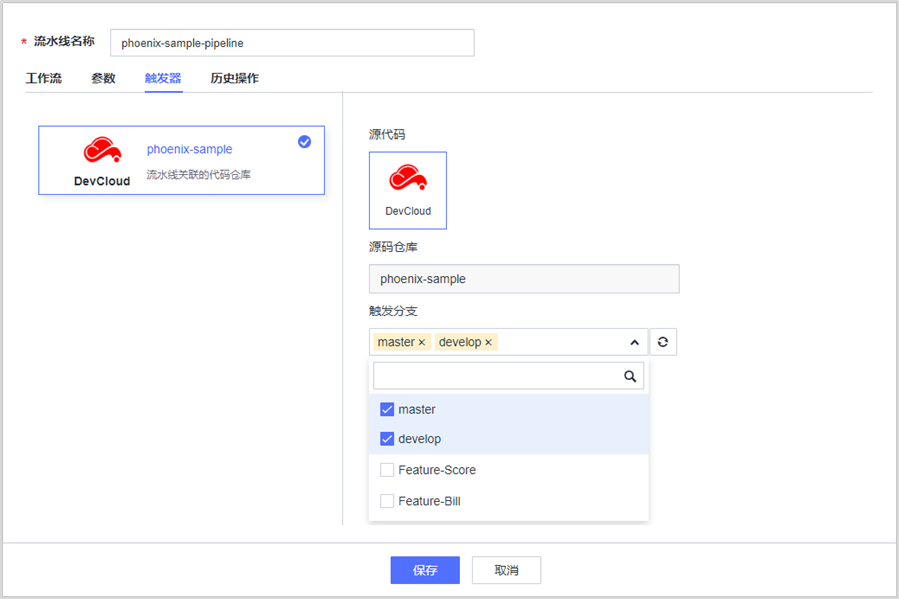 * 流水线名称 phoenix-sample-pipeline
工作流 参数 触发器 历史操作
DevCloud
phoenix-sample
流水线关联的代码仓库
源代码
DevCloud
源码仓库
phoenix-sample
触发分支
master × develop ×
master
develop
Feature-Score
Feature-Bill
保存 取消